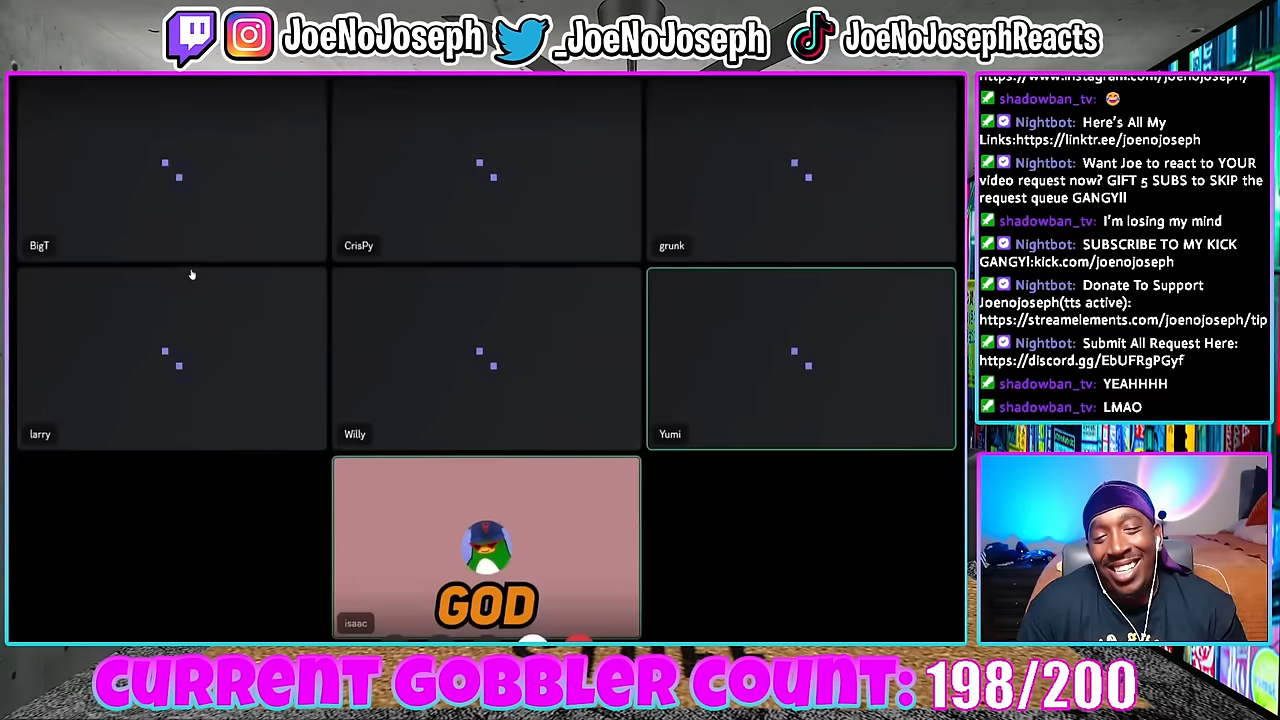 JoeNoJoseph
_JoeNoJoseph
JoeNoJosephReacts
https://www.instagram.com/joenojoseph/
shadowban_tv: 😂
Nightbot: Here's All My
Links:https://linktr.ee/joenojoseph
Nightbot: Want Joe to react to YOUR
video request now? GIFT 5 SUBS to SKIP the
request queue GANGY!!
shadowban_tv: I'm losing my mind
Nightbot: SUBSCRIBE TO MY KICK
GANGY!:kick.com/joenojoseph
Nightbot: Donate To Support
Joenojoseph(tts active):
https://streamelements.com/joenojoseph/tip
Nightbot: Submit All Request Here:
https://discord.gg/EbUFRgPGyf
shadowban_tv: YEAHHHH
shadowban_tv: LMAO
BigT
CrisPy
grunk
larry
Willy
Yumi
GOD
isaac
CURRENT GOBBLER COUNT: 198/200